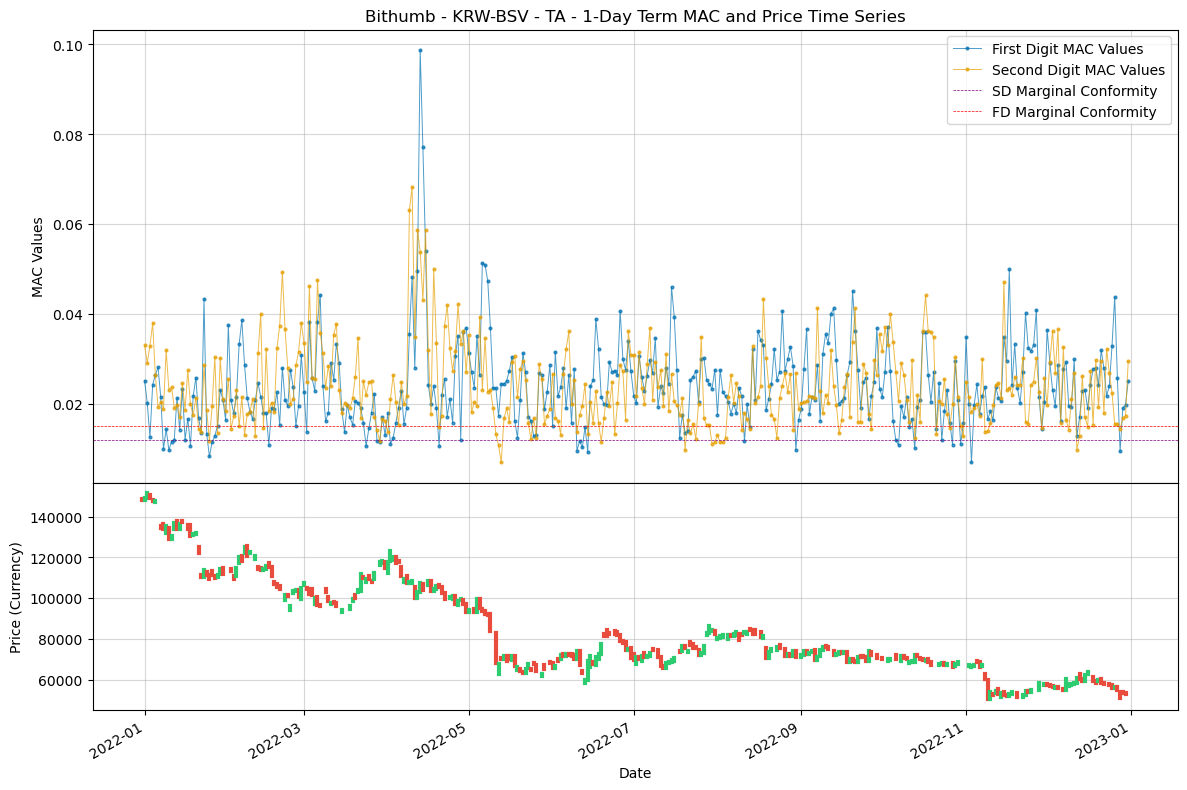 Bithumb - KRW-BSV - TA - 1-Day Term MAC and Price Time Series
First Digit MAC Values
Second Digit MAC Values
SD Marginal Conformity
FD Marginal Conformity
MAC Values
0.10
0.08
0.06
0.04
0.02
Price (Currency)
140000
120000
100000
80000
60000
2022-01
2022-03
2022-05
2022-07
2022-09
2022-11
2023-01
Date